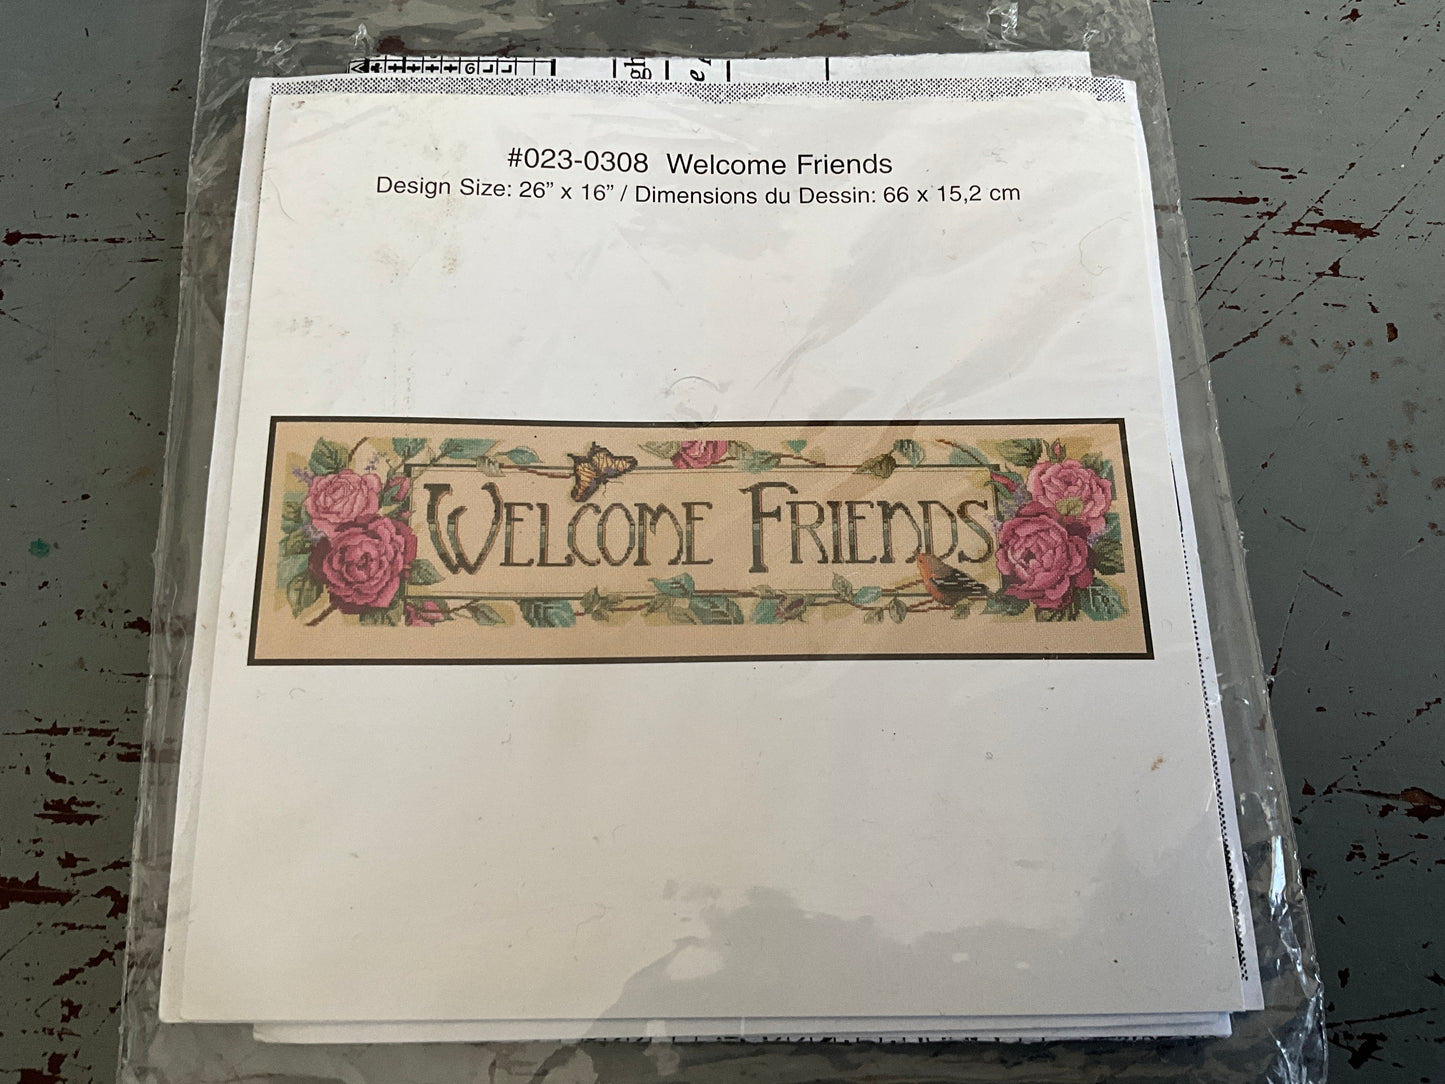 #023-0308 Welcome Friends
Design Size: 26” x 16” / Dimensions du Dessin: 66 x 15,2 cm
WELCOME FRIENDS